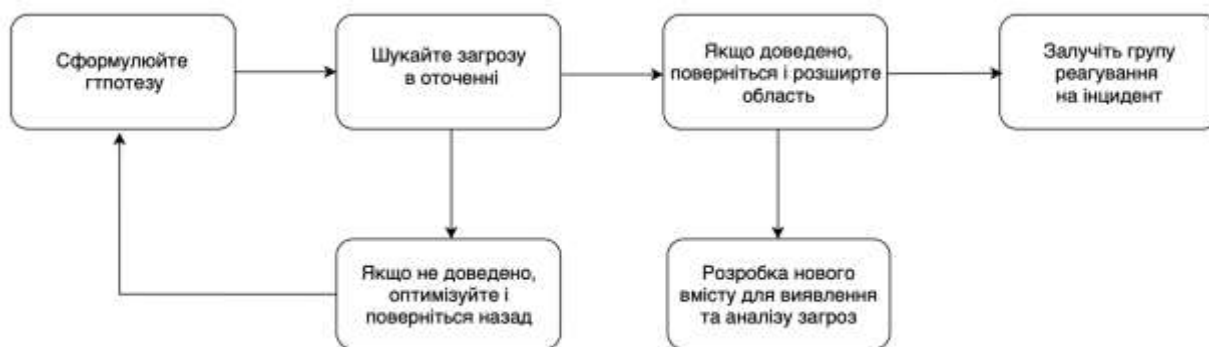 Сформулюйте
гтпотезу
Шукайте загрозу
в оточенні
Якщо доведено,
поверніться і розширте
область
Залучіть групу
реагування
на інцидент
Якщо не доведено,
оптимізуйте і
поверніться назад
Розробка нового
вмісту для виявлення
та аналізу загроз